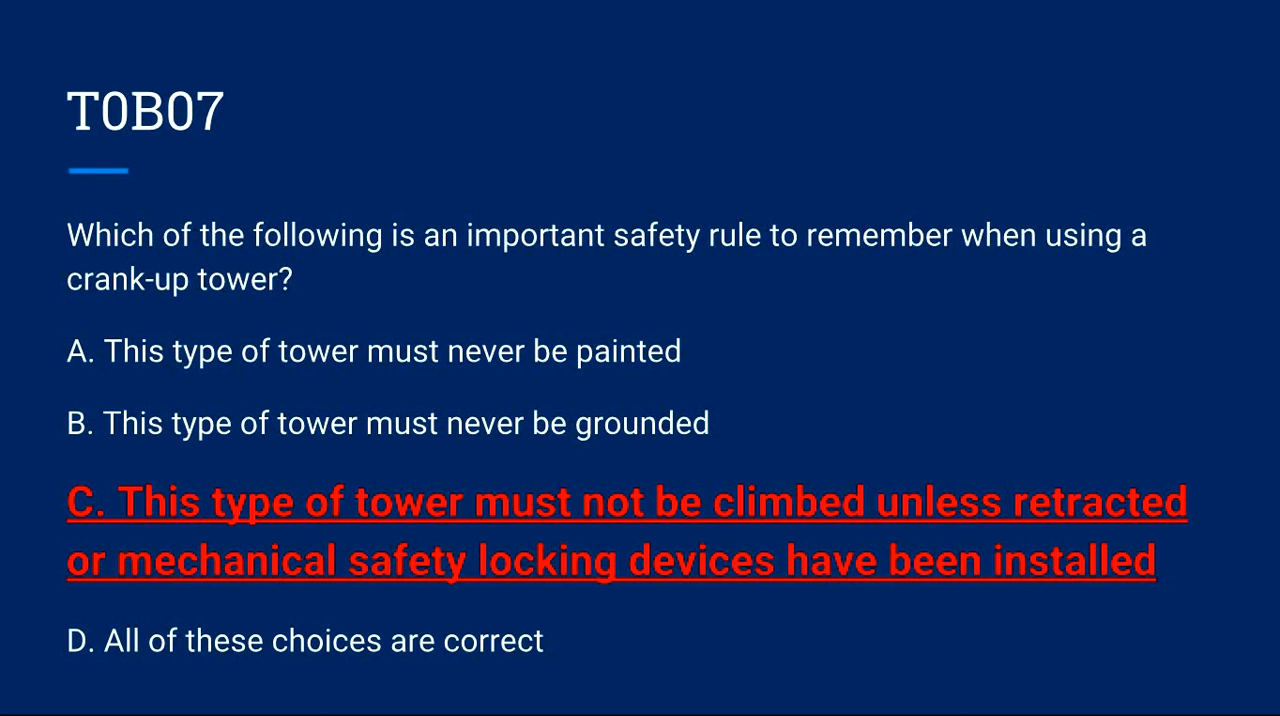 T0B07
Which of the following is an important safety rule to remember when using a
crank-up tower?
A. This type of tower must never be painted
B. This type of tower must never be grounded
C. This type of tower must not be climbed unless retracted
or mechanical safety locking devices have been installed
D. All of these choices are correct